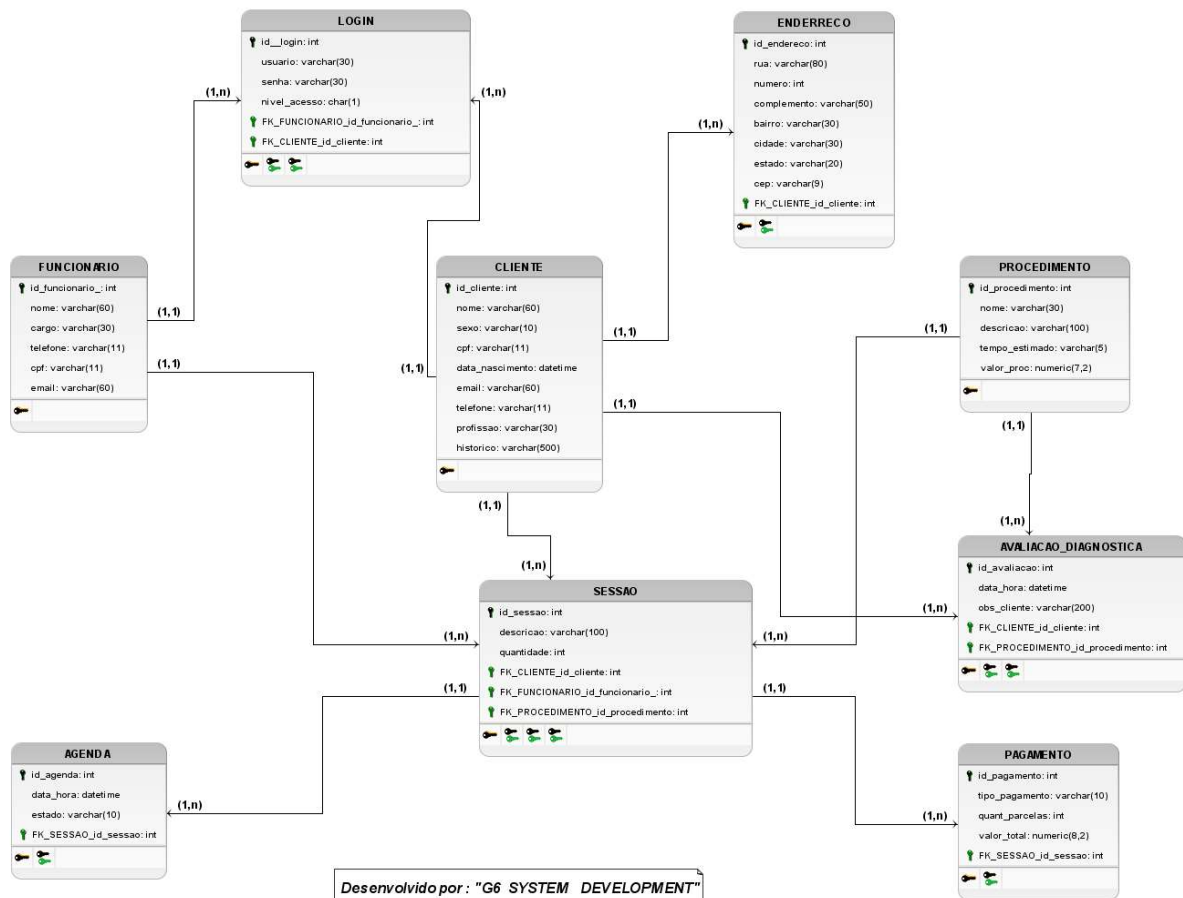 LOGIN
id__login: int
usuario: varchar(30)
senha: varchar(30)
nivel_acesso: char(1)
FK_FUNCIONARIO_id_funcionario_: int
FK_CLIENTE_id_cliente: int
(1,n)
(1,n)
ENDERRECO
id_endereco: int
rua: varchar(80)
numero: int
complemento: varchar(50)
bairro: varchar(30)
cidade: varchar(30)
estado: varchar(20)
cep: varchar(9)
FK_CLIENTE_id_cliente: int
(1,n)
FUNCIONARIO
id_funcionario_: int
nome: varchar(60)
cargo: varchar(30)
telefone: varchar(11)
cpf: varchar(11)
email: varchar(60)
(1,1)
(1,1)
CLIENTE
id_cliente: int
nome: varchar(60)
sexo: varchar(10)
cpf: varchar(11)
data_nascimento: datetime
email: varchar(60)
telefone: varchar(11)
profissao: varchar(30)
historico: varchar(500)
(1,1)
(1,1)
(1,1)
(1,1)
PROCEDIMENTO
id_procedimento: int
nome: varchar(30)
descricao: varchar(100)
tempo_estimado: varchar(5)
valor_proc: numeric(7,2)
(1,1)
(1,1)
(1,n)
AVALIACAO_DIAGNOSTICA
id_avaliacao: int
data_hora: datetime
obs_cliente: varchar(200)
FK_CLIENTE_id_cliente: int
FK_PROCEDIMENTO_id_procedimento: int
(1,n)
(1,n)
SESSAO
id_sessao: int
descricao: varchar(100)
quantidade: int
FK_CLIENTE_id_cliente: int
FK_FUNCIONARIO_id_funcionario_: int
FK_PROCEDIMENTO_id_procedimento: int
(1,n)
(1,n)
(1,1)
(1,1)
AGENDA
id_agenda: int
data_hora: datetime
estado: varchar(10)
FK_SESSAO_id_sessao: int
(1,n)
PAGAMENTO
id_pagamento: int
tipo_pagamento: varchar(10)
quant_parcelas: int
valor_total: numeric(8,2)
FK_SESSAO_id_sessao: int
(1,n)
Desenvolvido por : "G6 SYSTEM DEVELOPMENT"